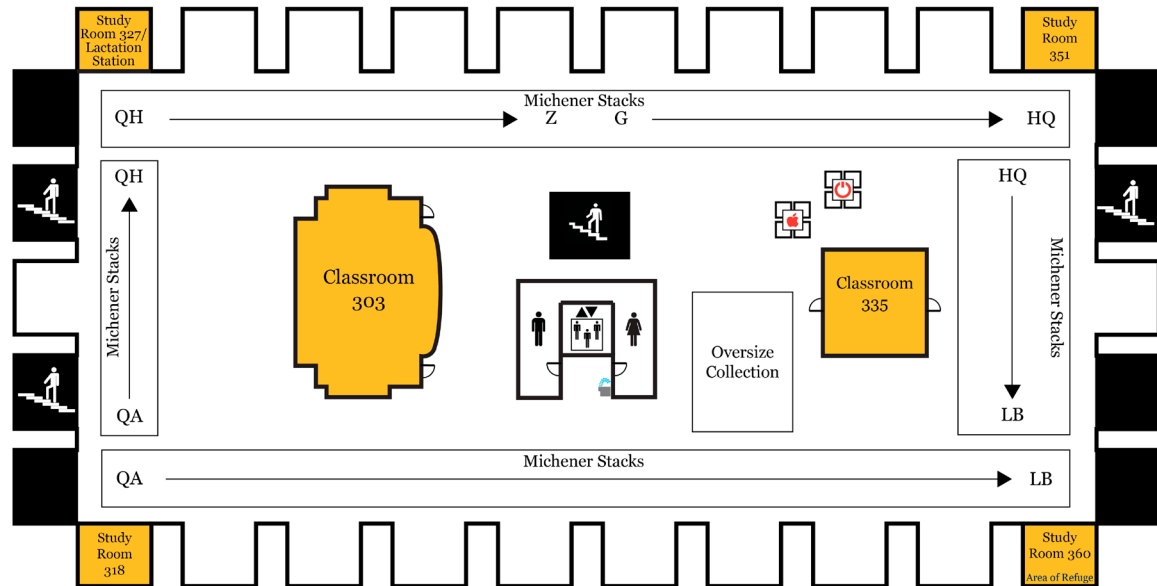 Study
Room 327/
Lactation
Station
Study
Room
351
Michener Stacks
QH
Z
G
HQ
QH
Michener Stacks
QA
HQ
Michener Stacks
LB
Classroom
303
Classroom
335
Oversize
Collection
Michener Stacks
QA
LB
Study
Room
318
Study
Room 360
Area of Refuge